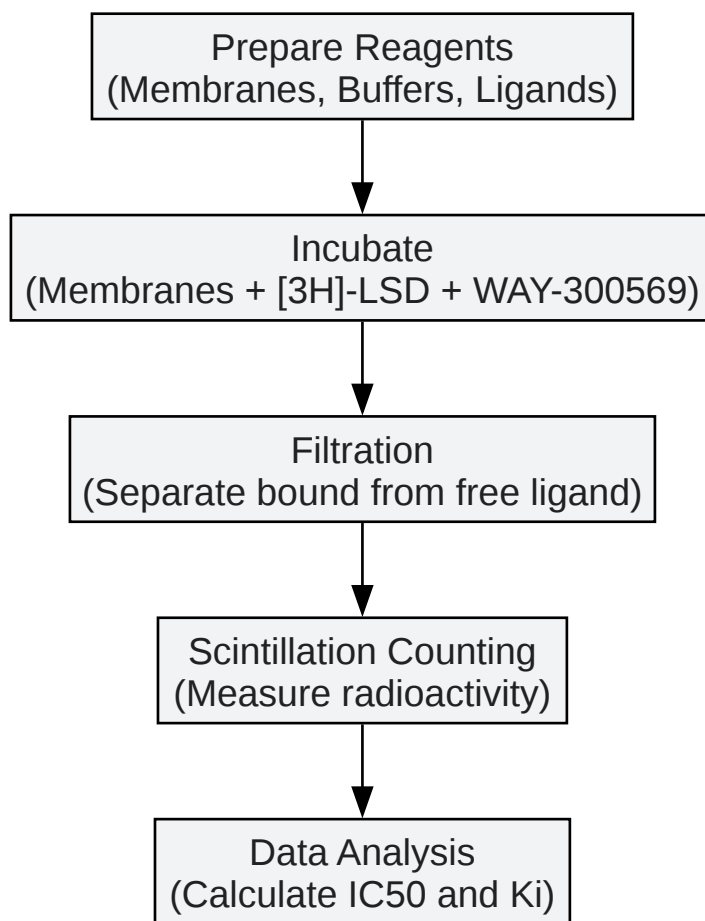 Prepare Reagents
(Membranes, Buffers, Ligands)
Incubate
(Membranes + [3H]-LSD + WAY-300569)
Filtration
(Separate bound from free ligand)
Scintillation Counting
(Measure radioactivity)
Data Analysis
(Calculate IC50 and Ki)